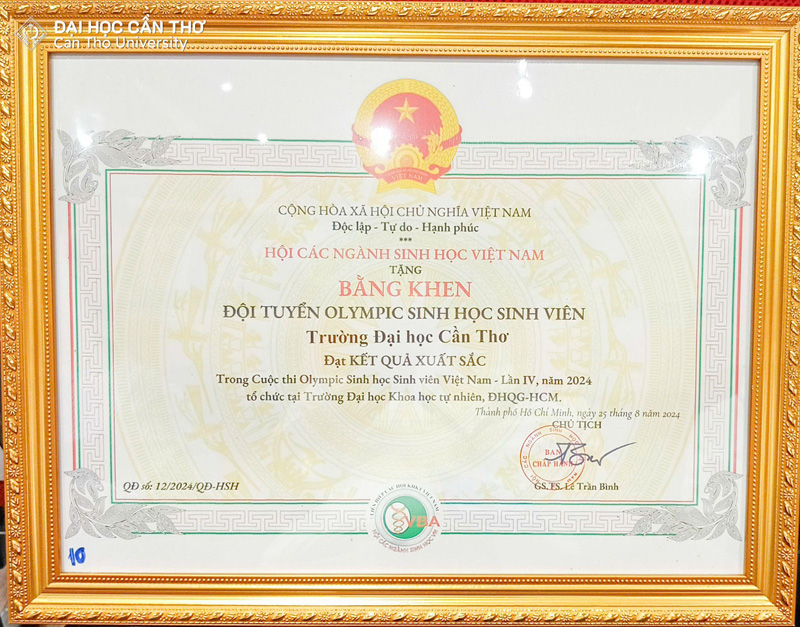 ĐẠI HỌC CẦN THƠ
Can Tho University
VIỆT NAM
CỘNG HÒA XÃ HỘI CHỦ NGHĨA VIỆT NAM
Độc lập - Tự do - Hạnh phúc
***
HỘI CÁC NGÀNH SINH HỌC VIỆT NAM
TẶNG
BẰNG KHEN
ĐỘI TUYỂN OLYMPIC SINH HỌC SINH VIÊN
Trường Đại học Cần Thơ
Đạt KẾT QUẢ XUẤT SẮC
Trong Cuộc thi Olympic Sinh học Sinh viên Việt Nam - Lần IV, năm 2024
tổ chức tại Trường Đại học Khoa học tự nhiên, ĐHQG-HCM.
Thành phố Hồ Chí Minh, ngày 25 tháng 8 năm 2024
CHỦ TỊCH
BAN
CHẤP HÀNH
QĐ số: 12/2024/QĐ-HSH
GS. TS. Lê Trần Bình
VBA
10